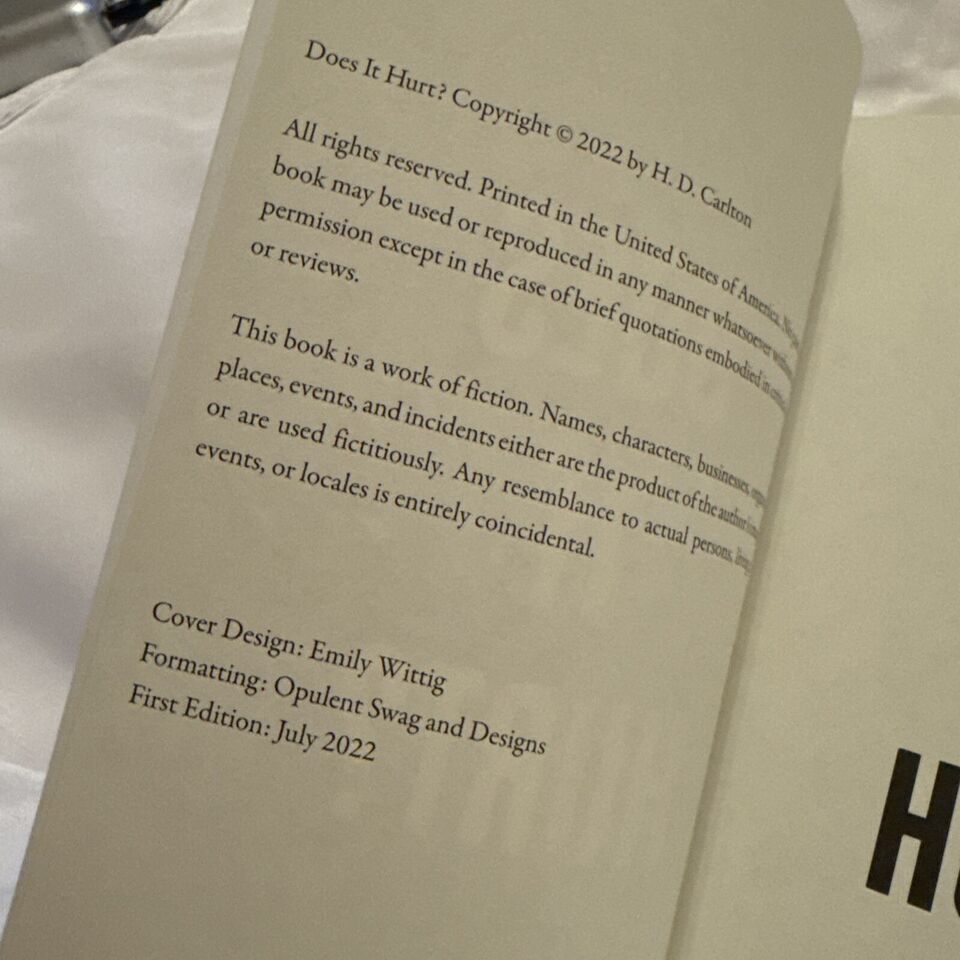 Does It Hurt? Copyright © 2022 by H. D. Carlton
All rights reserved. Printed in the United States of America. No
book may be used or reproduced in any manner whatsoever
permission except in the case of brief quotations embodied in
or reviews.
This book is a work of fiction. Names, characters, businesses,
places, events, and incidents either are the product of the author
or are used fictitiously. Any resemblance to actual persons,
events, or locales is entirely coincidental.
Cover Design: Emily Wittig
Formatting: Opulent Swag and Designs
First Edition: July 2022
H